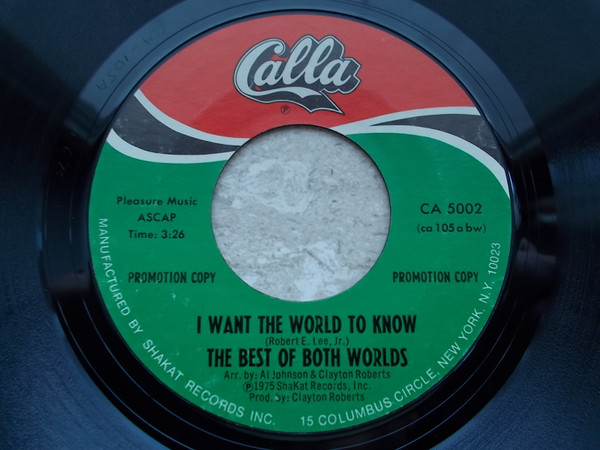 Calla
℗
Pleasure Music
ASCAP
Time: 3:26
CA 5002
(ca 105 a bw)
PROMOTION COPY
PROMOTION COPY
I WANT THE WORLD TO KNOW
(Robert E. Lee, Jr.)
THE BEST OF BOTH WORLDS
Arr. by: Al Johnson & Clayton Roberts
℗1975 ShaKat Records, Inc.
Prod. by: Clayton Roberts
MANUFACTURED BY SHAKAT RECORDS INC. 15 COLUMBUS CIRCLE, NEW YORK, N.Y. 10023